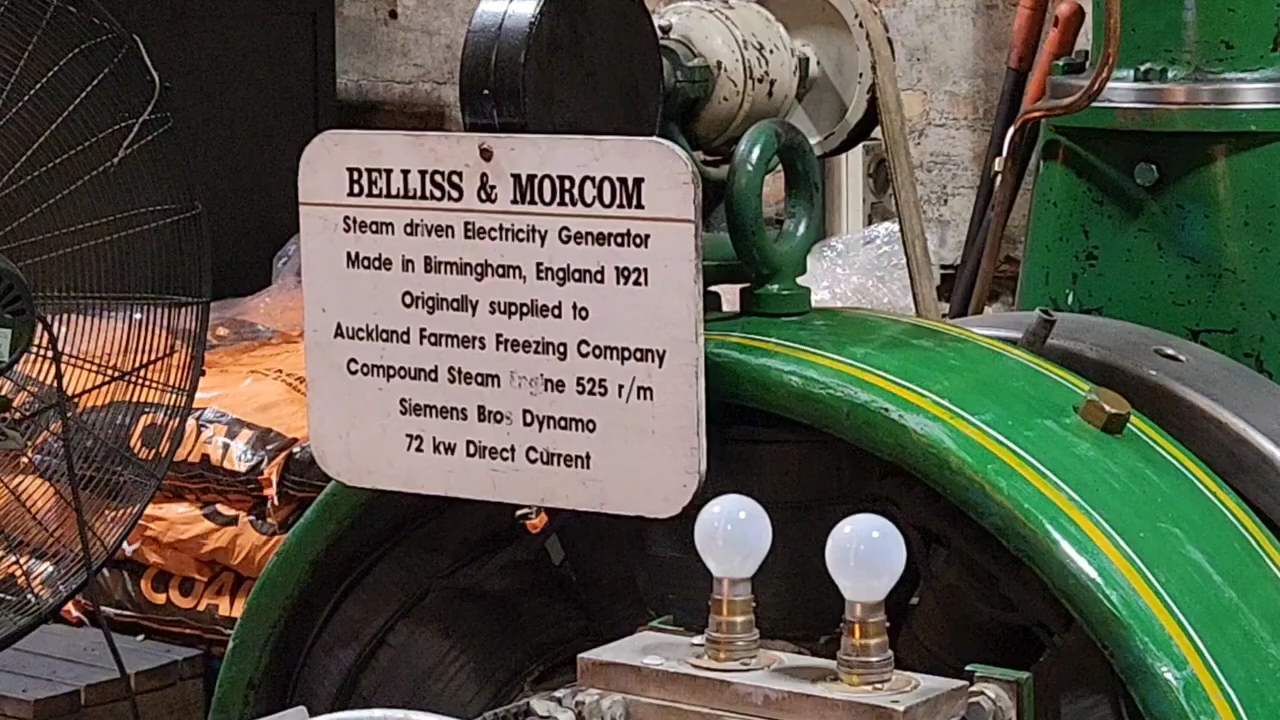 BELLISS & MORCOM
Steam driven Electricity Generator
Made in Birmingham, England 1921
Originally supplied to
Auckland Farmers Freezing Company
Compound Steam Engine 525 r/m
Siemens Bros Dynamo
72 kw Direct Current
COAL
COAL